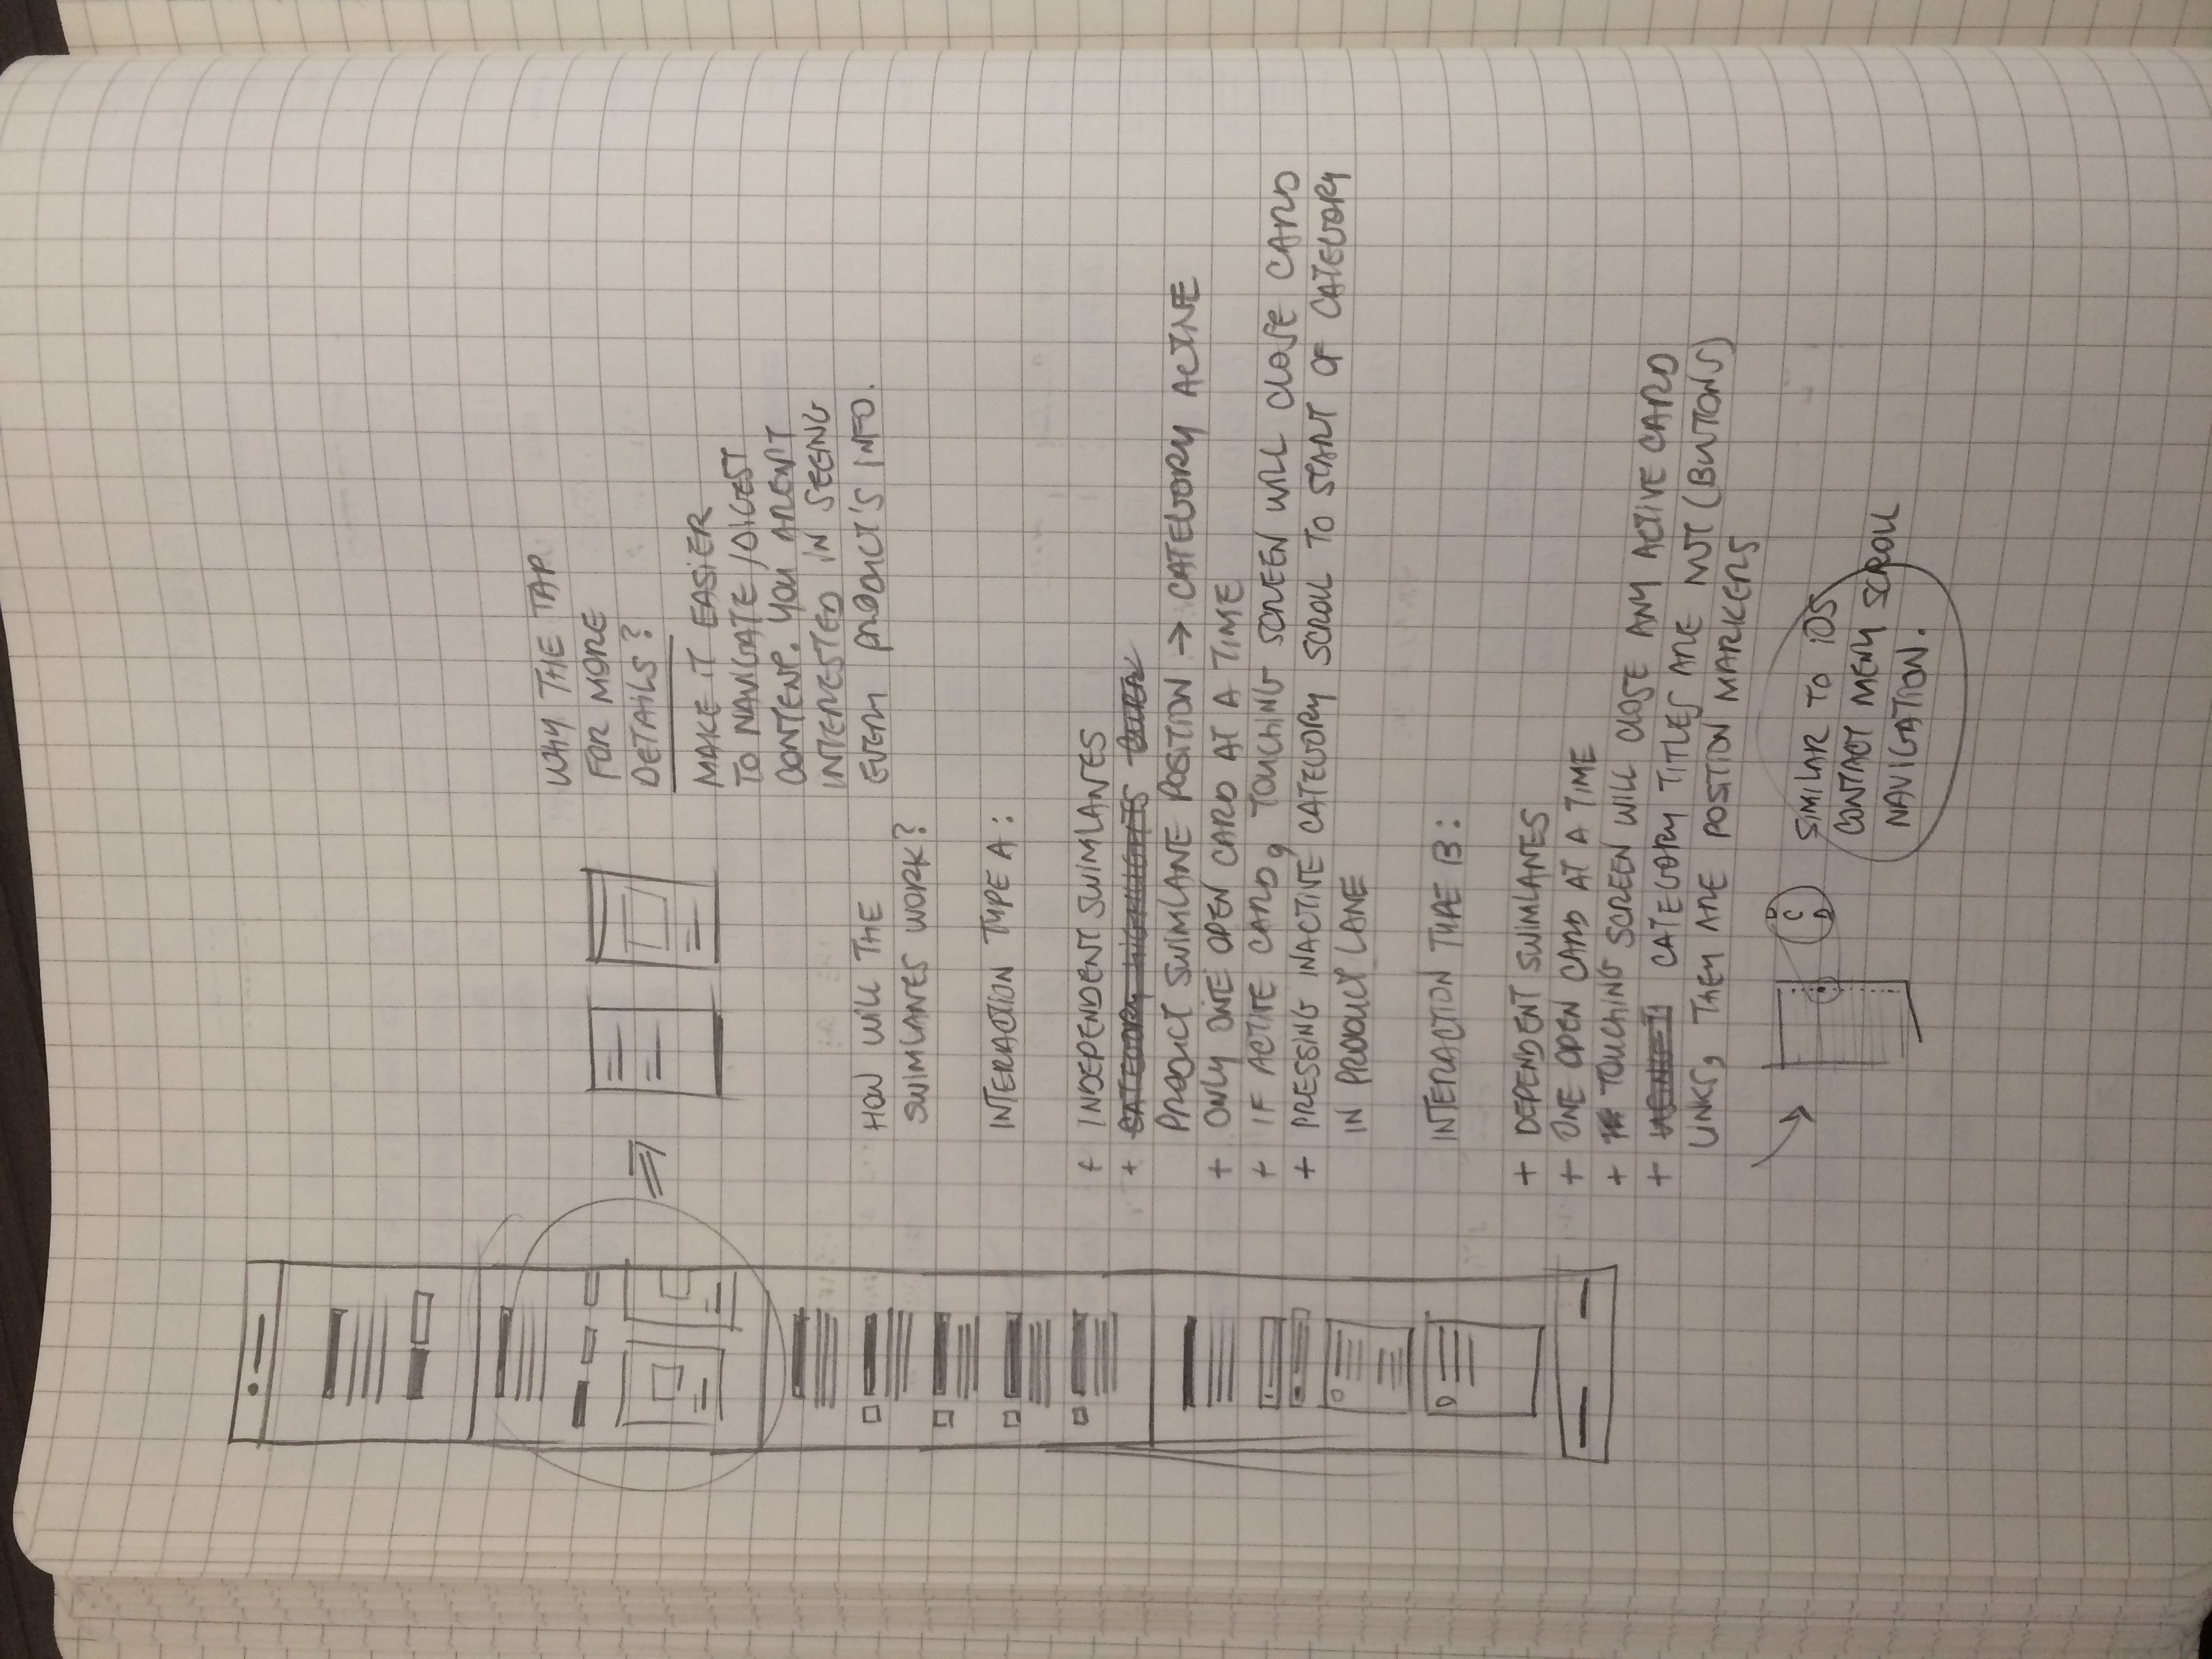 WHY THE TAP
FOR MORE
DETAILS?
MAKE IT EASIER
TO NAVIGATE / DIGEST
CONTENT. YOU AREN'T
INTERESTED IN SEEING
EVERY PRODUCT'S INFO.
HOW WILL THE
SWIMLANES WORK?
INTERACTION TYPE A:
+ INDEPENDENT SWIMLANES
+ CATEGORY HIGHLIGHTS
PRODUCT SWIMLANE POSITION → CATEGORY ACTIVE
+ ONLY ONE OPEN CARD AT A TIME
+ IF ACTIVE CARD, TOUCHING SCREEN WILL CLOSE CARD
+ PRESSING INACTIVE CATEGORY SCROLL TO START OF CATEGORY
IN PRODUCT LANE
D
INTERACTION TYPE B:
+ DEPENDENT SWIMLANES
+ ONE OPEN CARD AT A TIME
+ TOUCHING SCREEN WILL CLOSE ANY ACTIVE CARD
+ CATEGORY TITLES ARE NOT (BUTTONS)
LINKS, THEY ARE POSITION MARKERS
C
D
SIMILAR TO iOS
CONTACT MENU SCROLL
NAVIGATION.